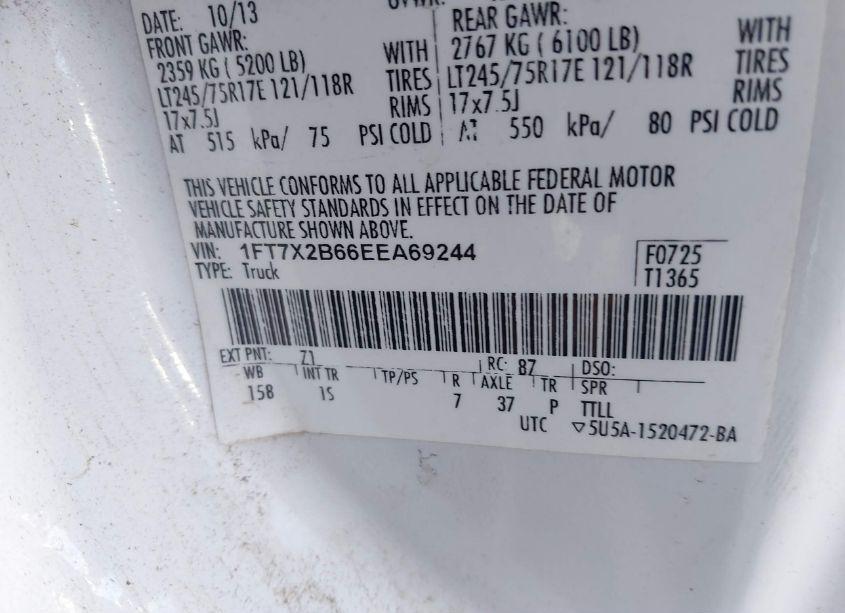 DATE: 10/13
FRONT GAWR:
2359 KG ( 5200 LB) WITH
LT245/75R17E 121/118R TIRES
17x7.5J RIMS
AT 515 kPa/ 75 PSI COLD
REAR GAWR:
2767 KG ( 6100 LB) WITH
LT245/75R17E 121/118R TIRES
17x7.5J RIMS
AT 550 kPa/ 80 PSI COLD
THIS VEHICLE CONFORMS TO ALL APPLICABLE FEDERAL MOTOR
VEHICLE SAFETY STANDARDS IN EFFECT ON THE DATE OF
MANUFACTURE SHOWN ABOVE.
VIN: 1FT7X2B66EEA69244
TYPE: Truck
F0725
T1365
EXT PNT: Z1 RC: 87 DSO:
WB INT TR TP/PS R AXLE TR SPR
158 1S 7 37 P TTLL
UTC ▽5U5A-1520472-BA